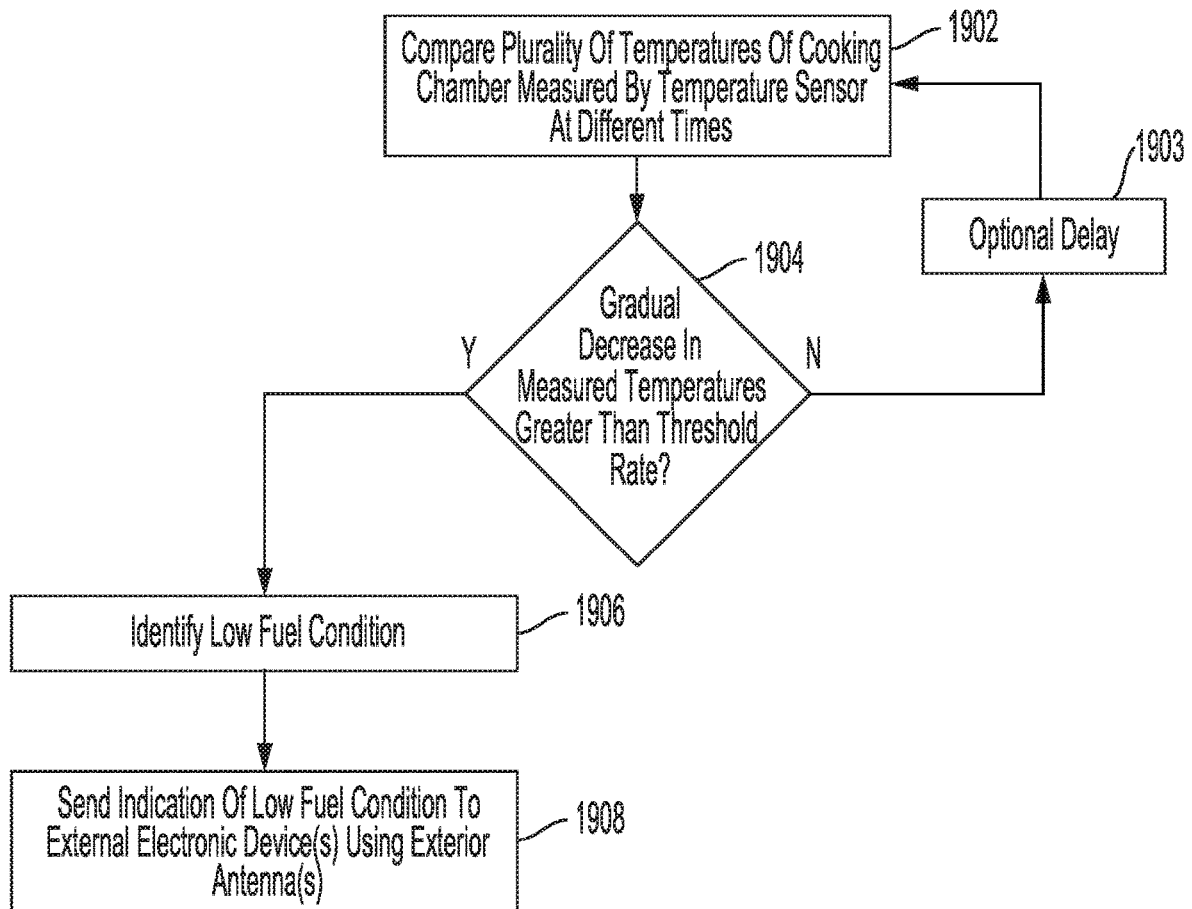 1902
Compare Plurality Of Temperatures Of Cooking
Chamber Measured By Temperature Sensor
At Different Times
1903
Optional Delay
1904
Gradual
Decrease In
Measured Temperatures
Greater Than Threshold
Rate?
Y
N
Identify Low Fuel Condition
1906
Send Indication Of Low Fuel Condition To
External Electronic Device(s) Using Exterior
Antenna(s)
1908